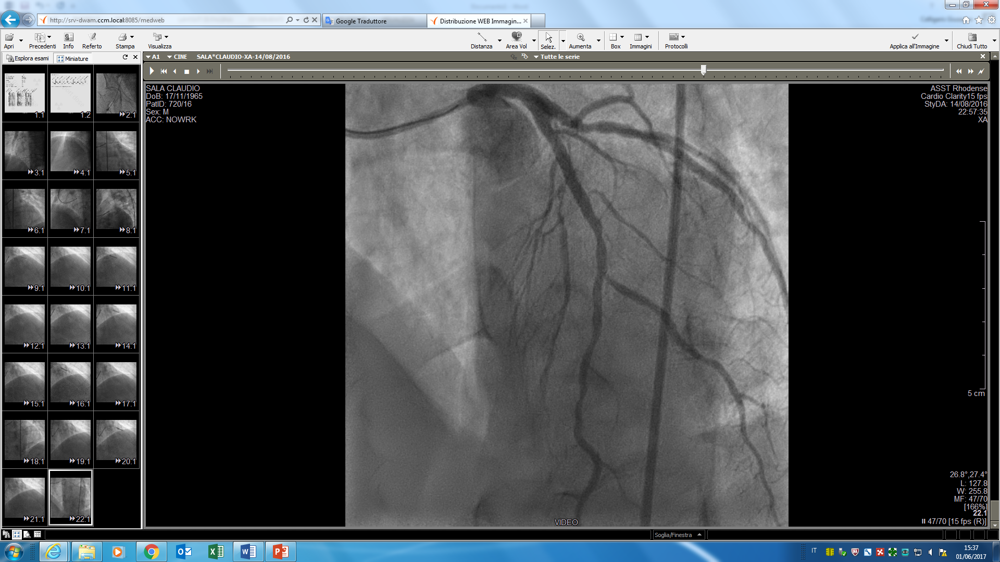 http://srv-dwam.ccm.local:8085/medweb
Google Traduttore
Distribuzione WEB Immagin...
Apri
Precedenti
Info
Referto
Stampa
Visualizza
Distanza
Area Vol
Selez.
Aumenta
Box
Immagini
Protocolli
Applica all'Immagine
Chiudi Tutto
Esplora esami
Miniature
A1
CINE
SALA*CLAUDIO-XA-14/08/2016
Tutte le serie
1.1
1.2
2.1
3.1
4.1
5.1
6.1
7.1
8.1
9.1
10.1
11.1
12.1
13.1
14.1
15.1
16.1
17.1
18.1
19.1
20.1
21.1
22.1
SALA CLAUDIO
DoB: 17/11/1965
PatID: 720/16
Sex: M
ACC: NOWRK
ASST Rhodense
Cardio Clarity15 fps
StyDA: 14/08/2016
22:57:35
XA
5 cm
26.8°,27.4°
L: 127.8
W: 255.8
MF: 47/70
[166%]
22.1
47/70 [15 fps (R)]
VIDEO
Soglia/Finestra
IT
15:37
01/06/2017